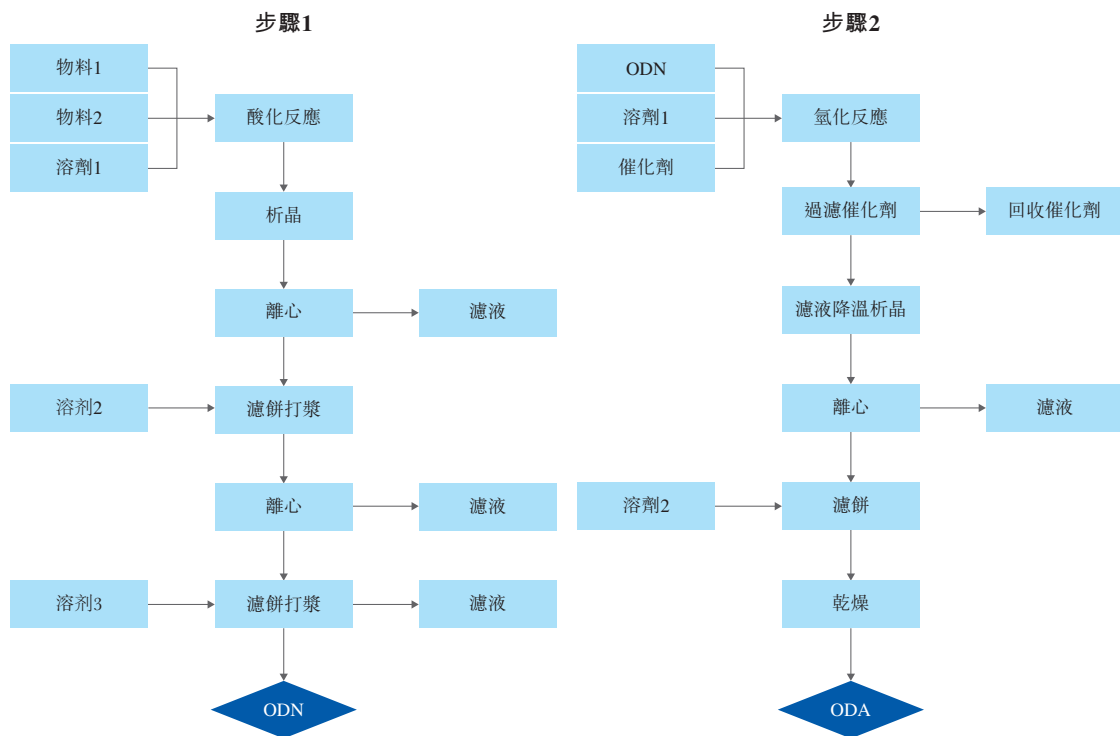 步驟1
物料1
物料2
溶劑1
酸化反應
析晶
離心
濾液
溶剂2
濾餅打漿
離心
濾液
溶剂3
濾餅打漿
濾液
ODN
步驟2
ODN
溶劑1
催化劑
氫化反應
過濾催化劑
回收催化劑
濾液降溫析晶
離心
濾液
溶劑2
濾餅
乾燥
ODA